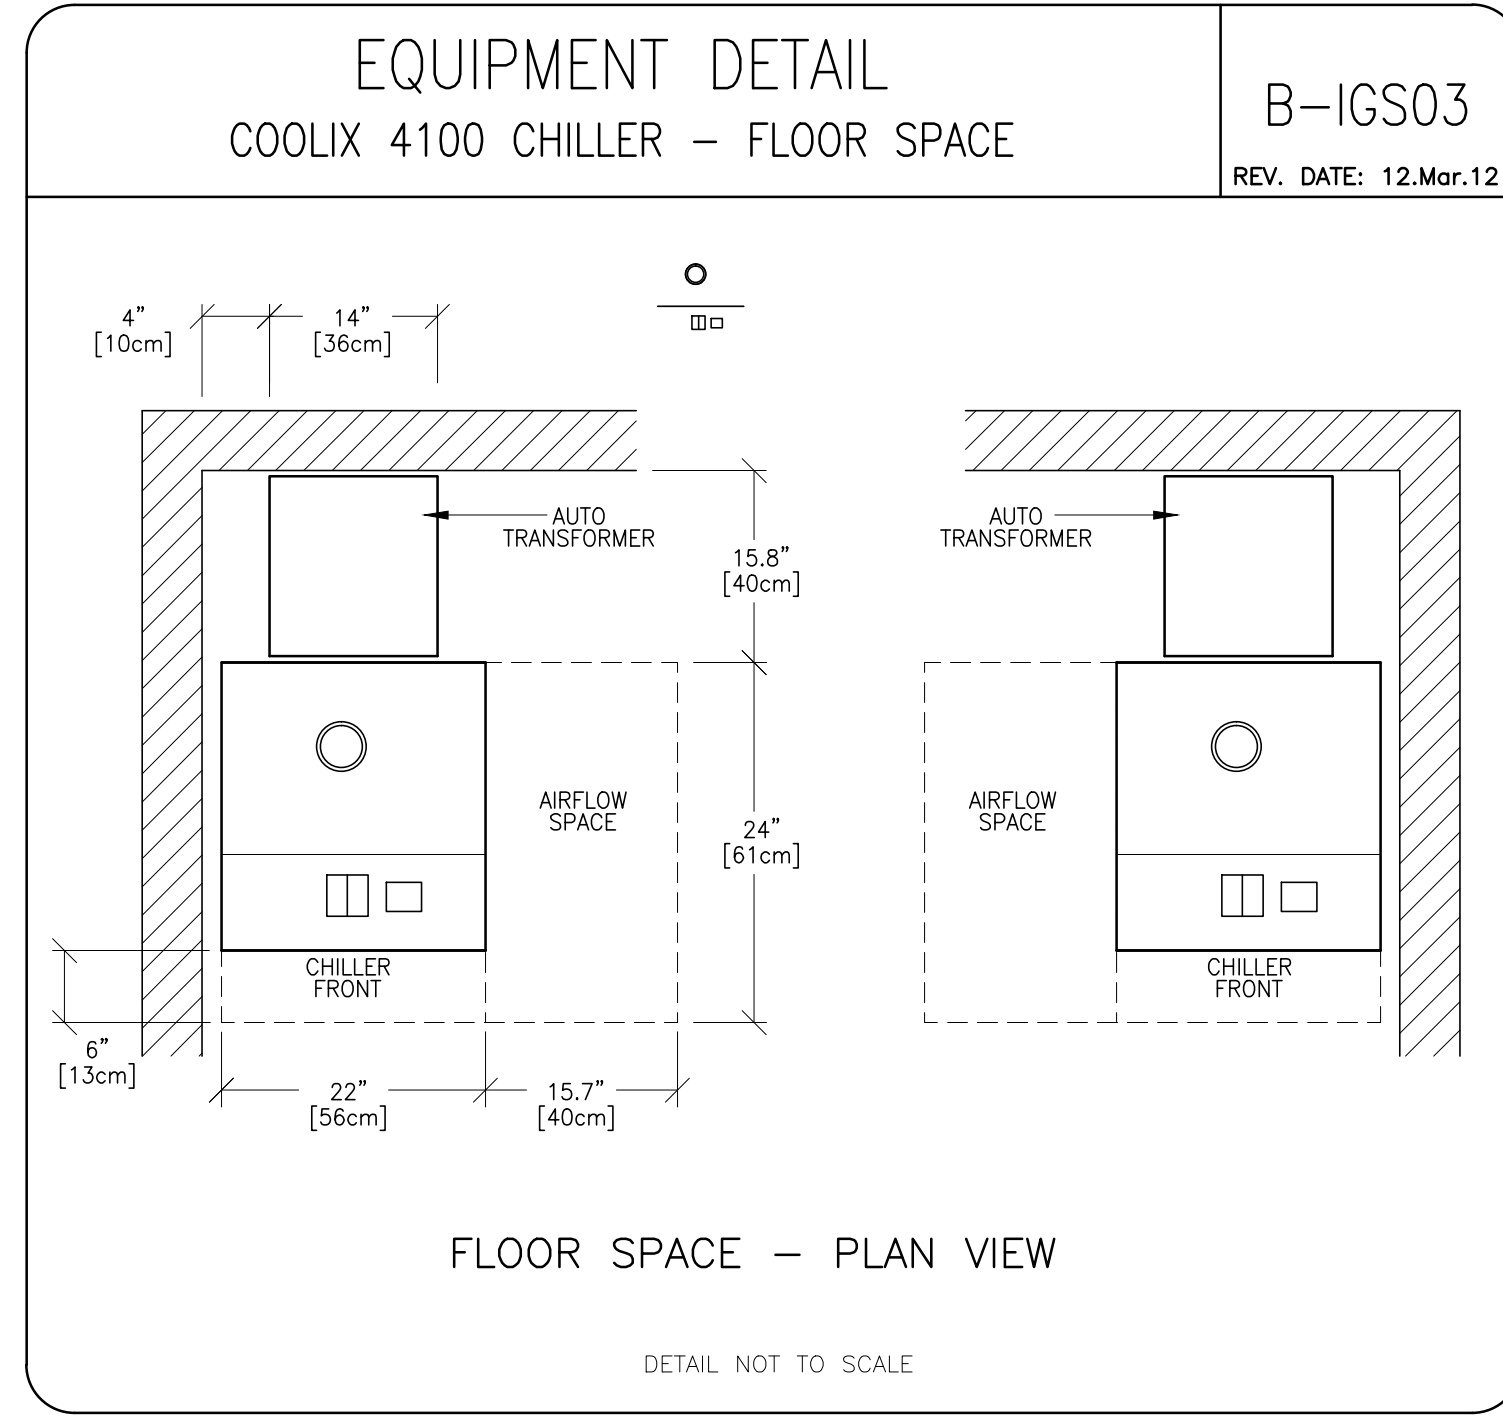 EQUIPMENT DETAIL
COOLIX 4100 CHILLER – FLOOR SPACE
B–IGS03
REV. DATE: 12.Mar.12
4”
[10cm]
14”
[36cm]
AUTO
TRANSFORMER
15.8”
[40cm]
AUTO
TRANSFORMER
AIRFLOW
SPACE
24”
[61cm]
AIRFLOW
SPACE
CHILLER
FRONT
CHILLER
FRONT
6”
[13cm]
22”
[56cm]
15.7”
[40cm]
FLOOR SPACE – PLAN VIEW
DETAIL NOT TO SCALE